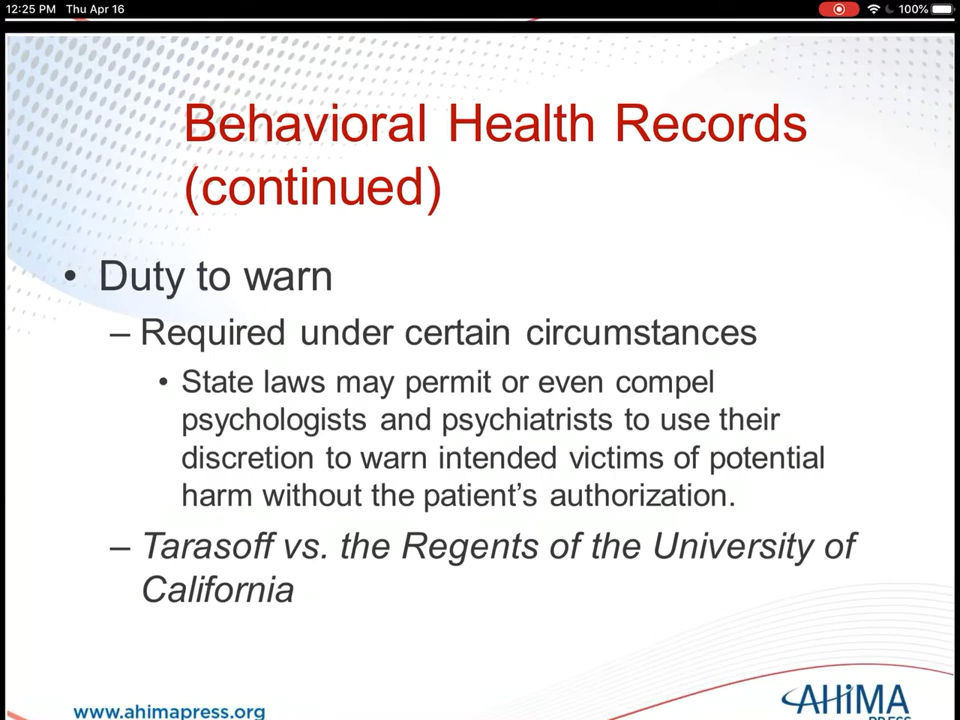 12:25 PM Thu Apr 16
100%
Behavioral Health Records
(continued)
• Duty to warn
– Required under certain circumstances
• State laws may permit or even compel
psychologists and psychiatrists to use their
discretion to warn intended victims of potential
harm without the patient’s authorization.
– Tarasoff vs. the Regents of the University of
California
www.ahimapress.org
AHiMA
PRESS